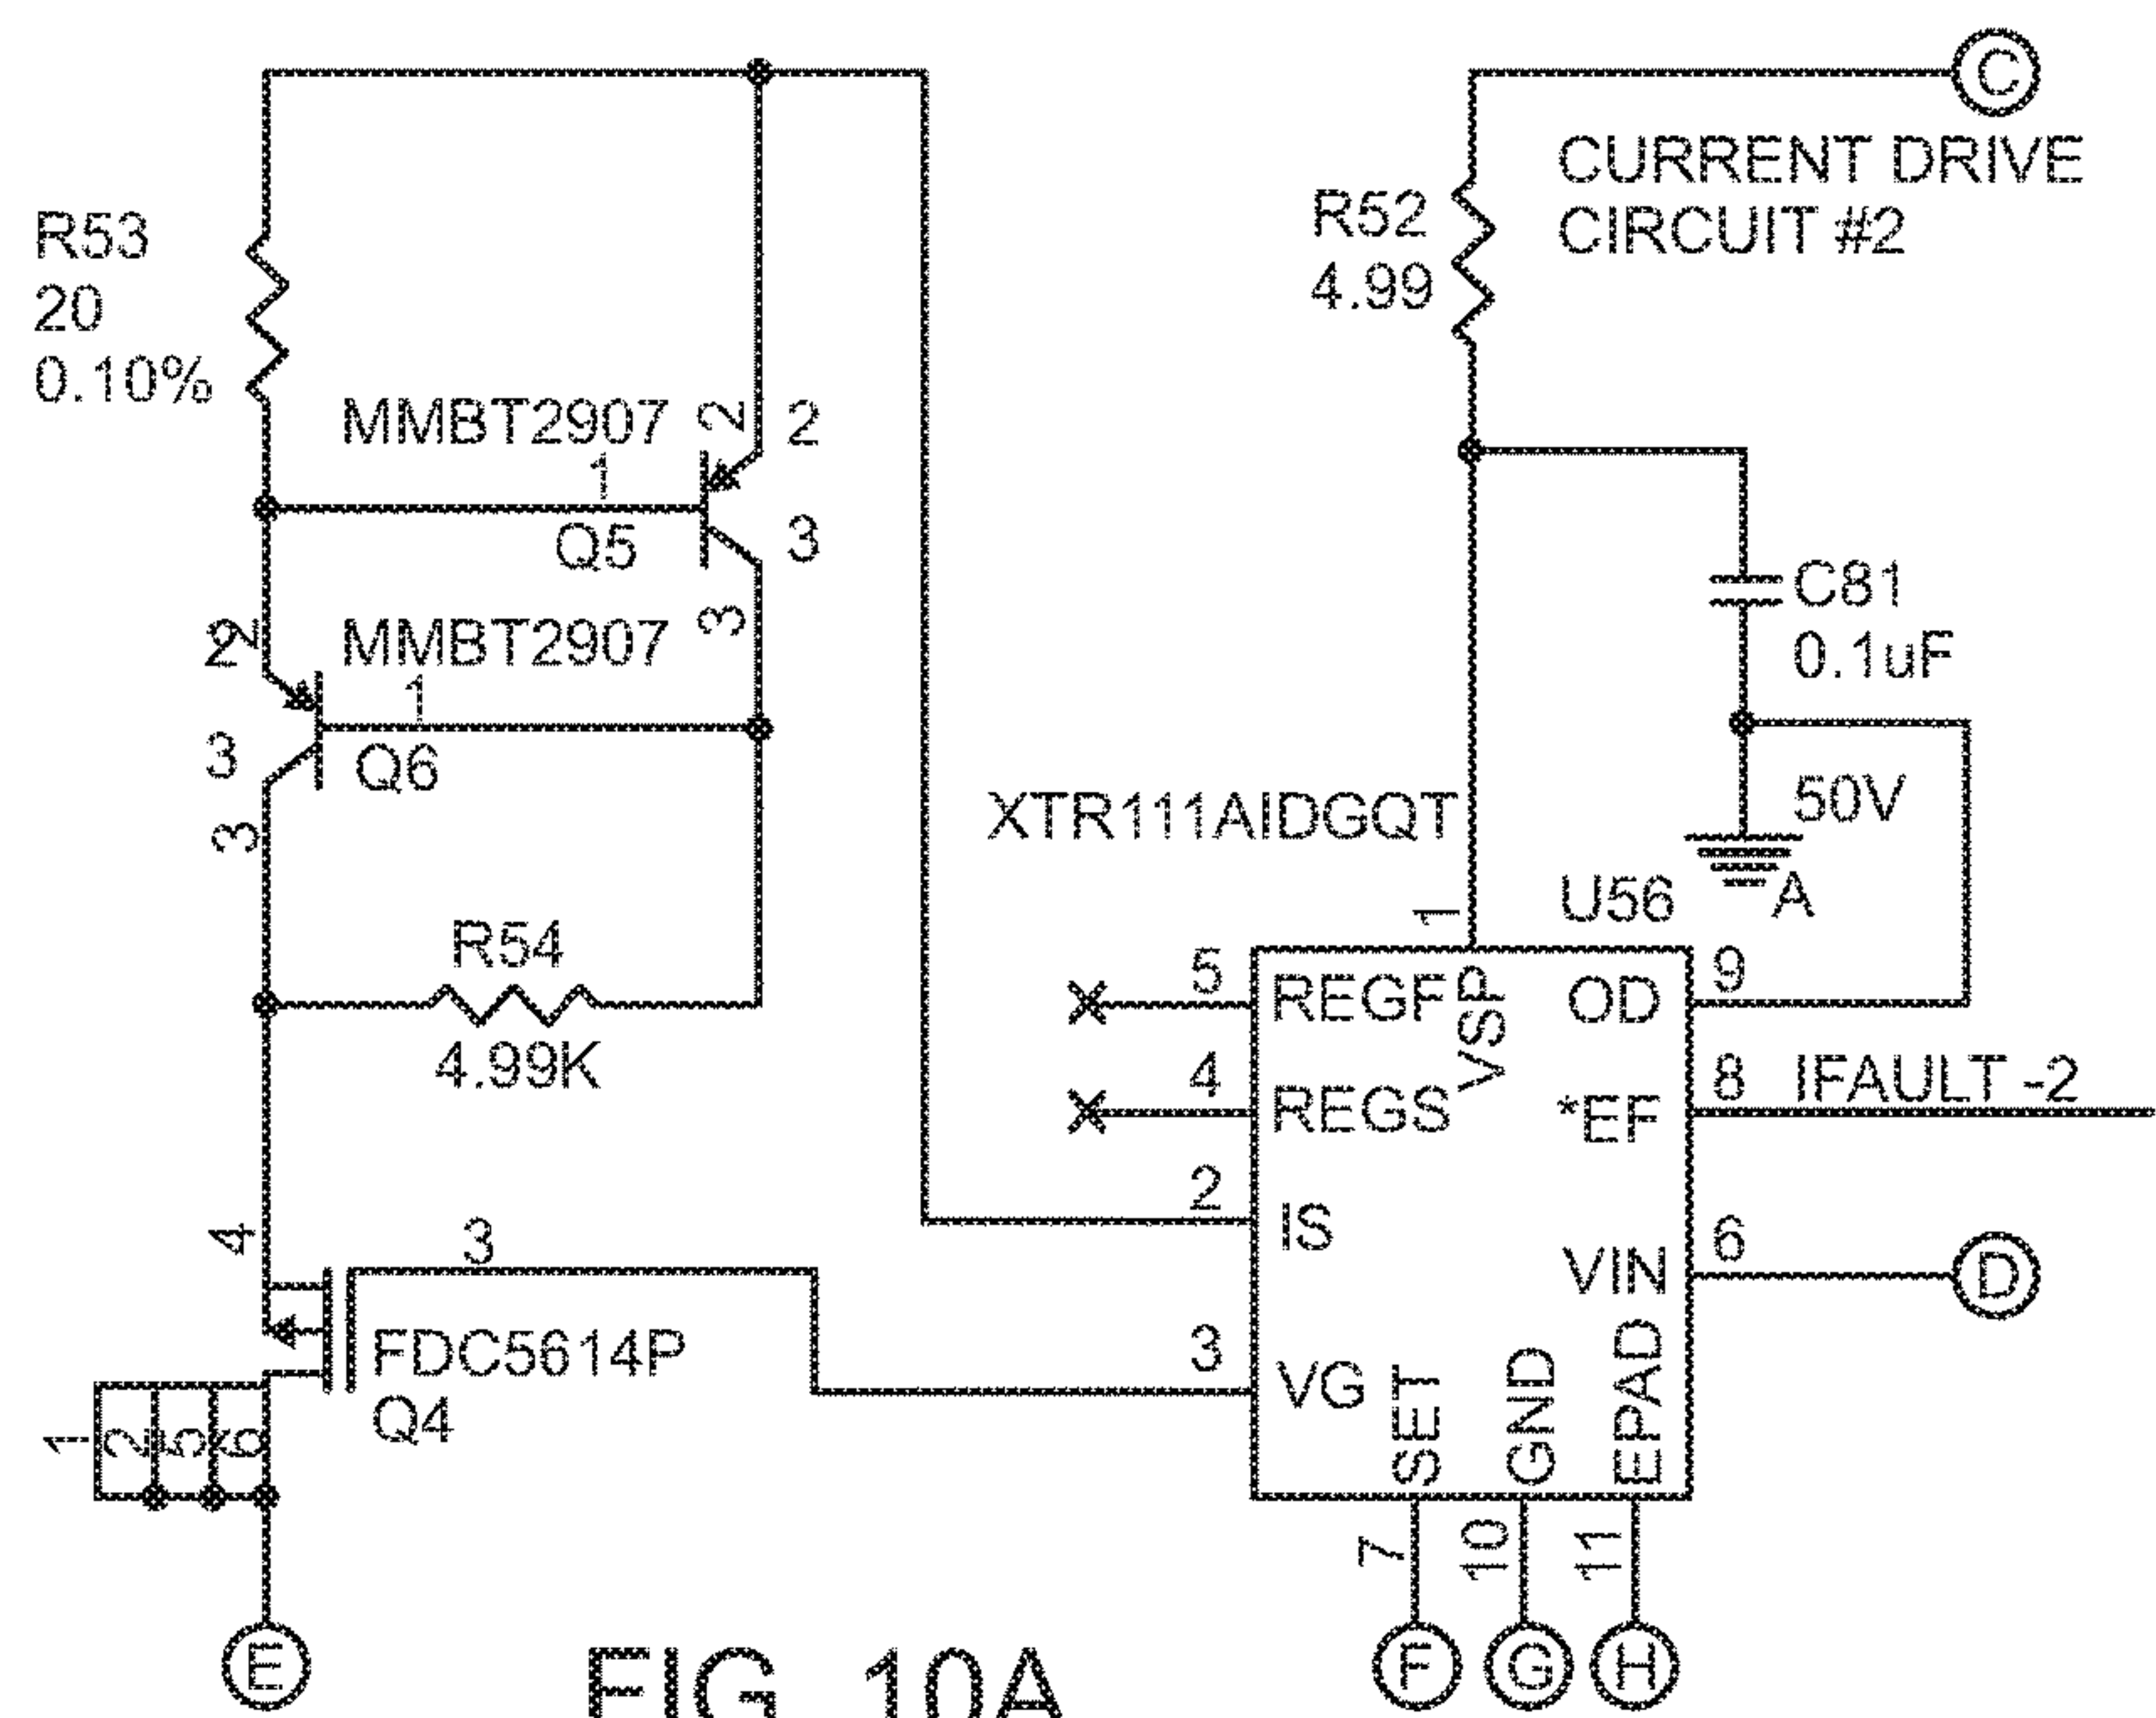 C
CURRENT DRIVE
CIRCUIT #2
R53
20
0.10%
R52
4.99
MMBT2907
1
2
2
Q5
3
3
C81
0.1uF
50V
A
2
2
MMBT2907
1
3
Q6
3
XTR111AIDGQT
U56
1
R54
4.99K
5
REGF
VSP
OD
9
4
REGS
*EF
8
IFAULT -2
2
IS
VIN
6
D
4
3
3
VG
SET
GND
EPAD
FDC5614P
Q4
1
2
5
6
7
10
11
E
F
G
H
FIG. 10A